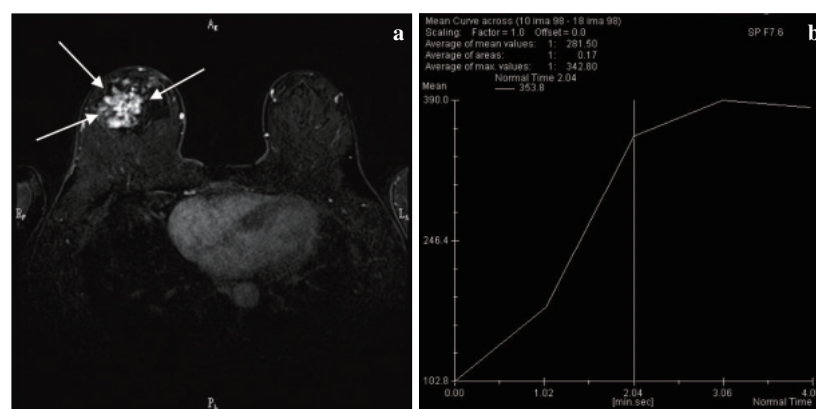 a
A
R
L
P
Mean Curve across (10 ima 98 - 18 ima 98)
Scaling: Factor = 1.0 Offset= 0.0
SP F7.6
b
Average of mean values: 1: 281.50
Average of areas: 1: 0.17
Average of max. values: 1: 342.80
Normal Time 2.04
Mean
353.8
390.0
246.4
102.8
0.00 1.02 2.04 3.06 4.0
[min.sec] Normal Time